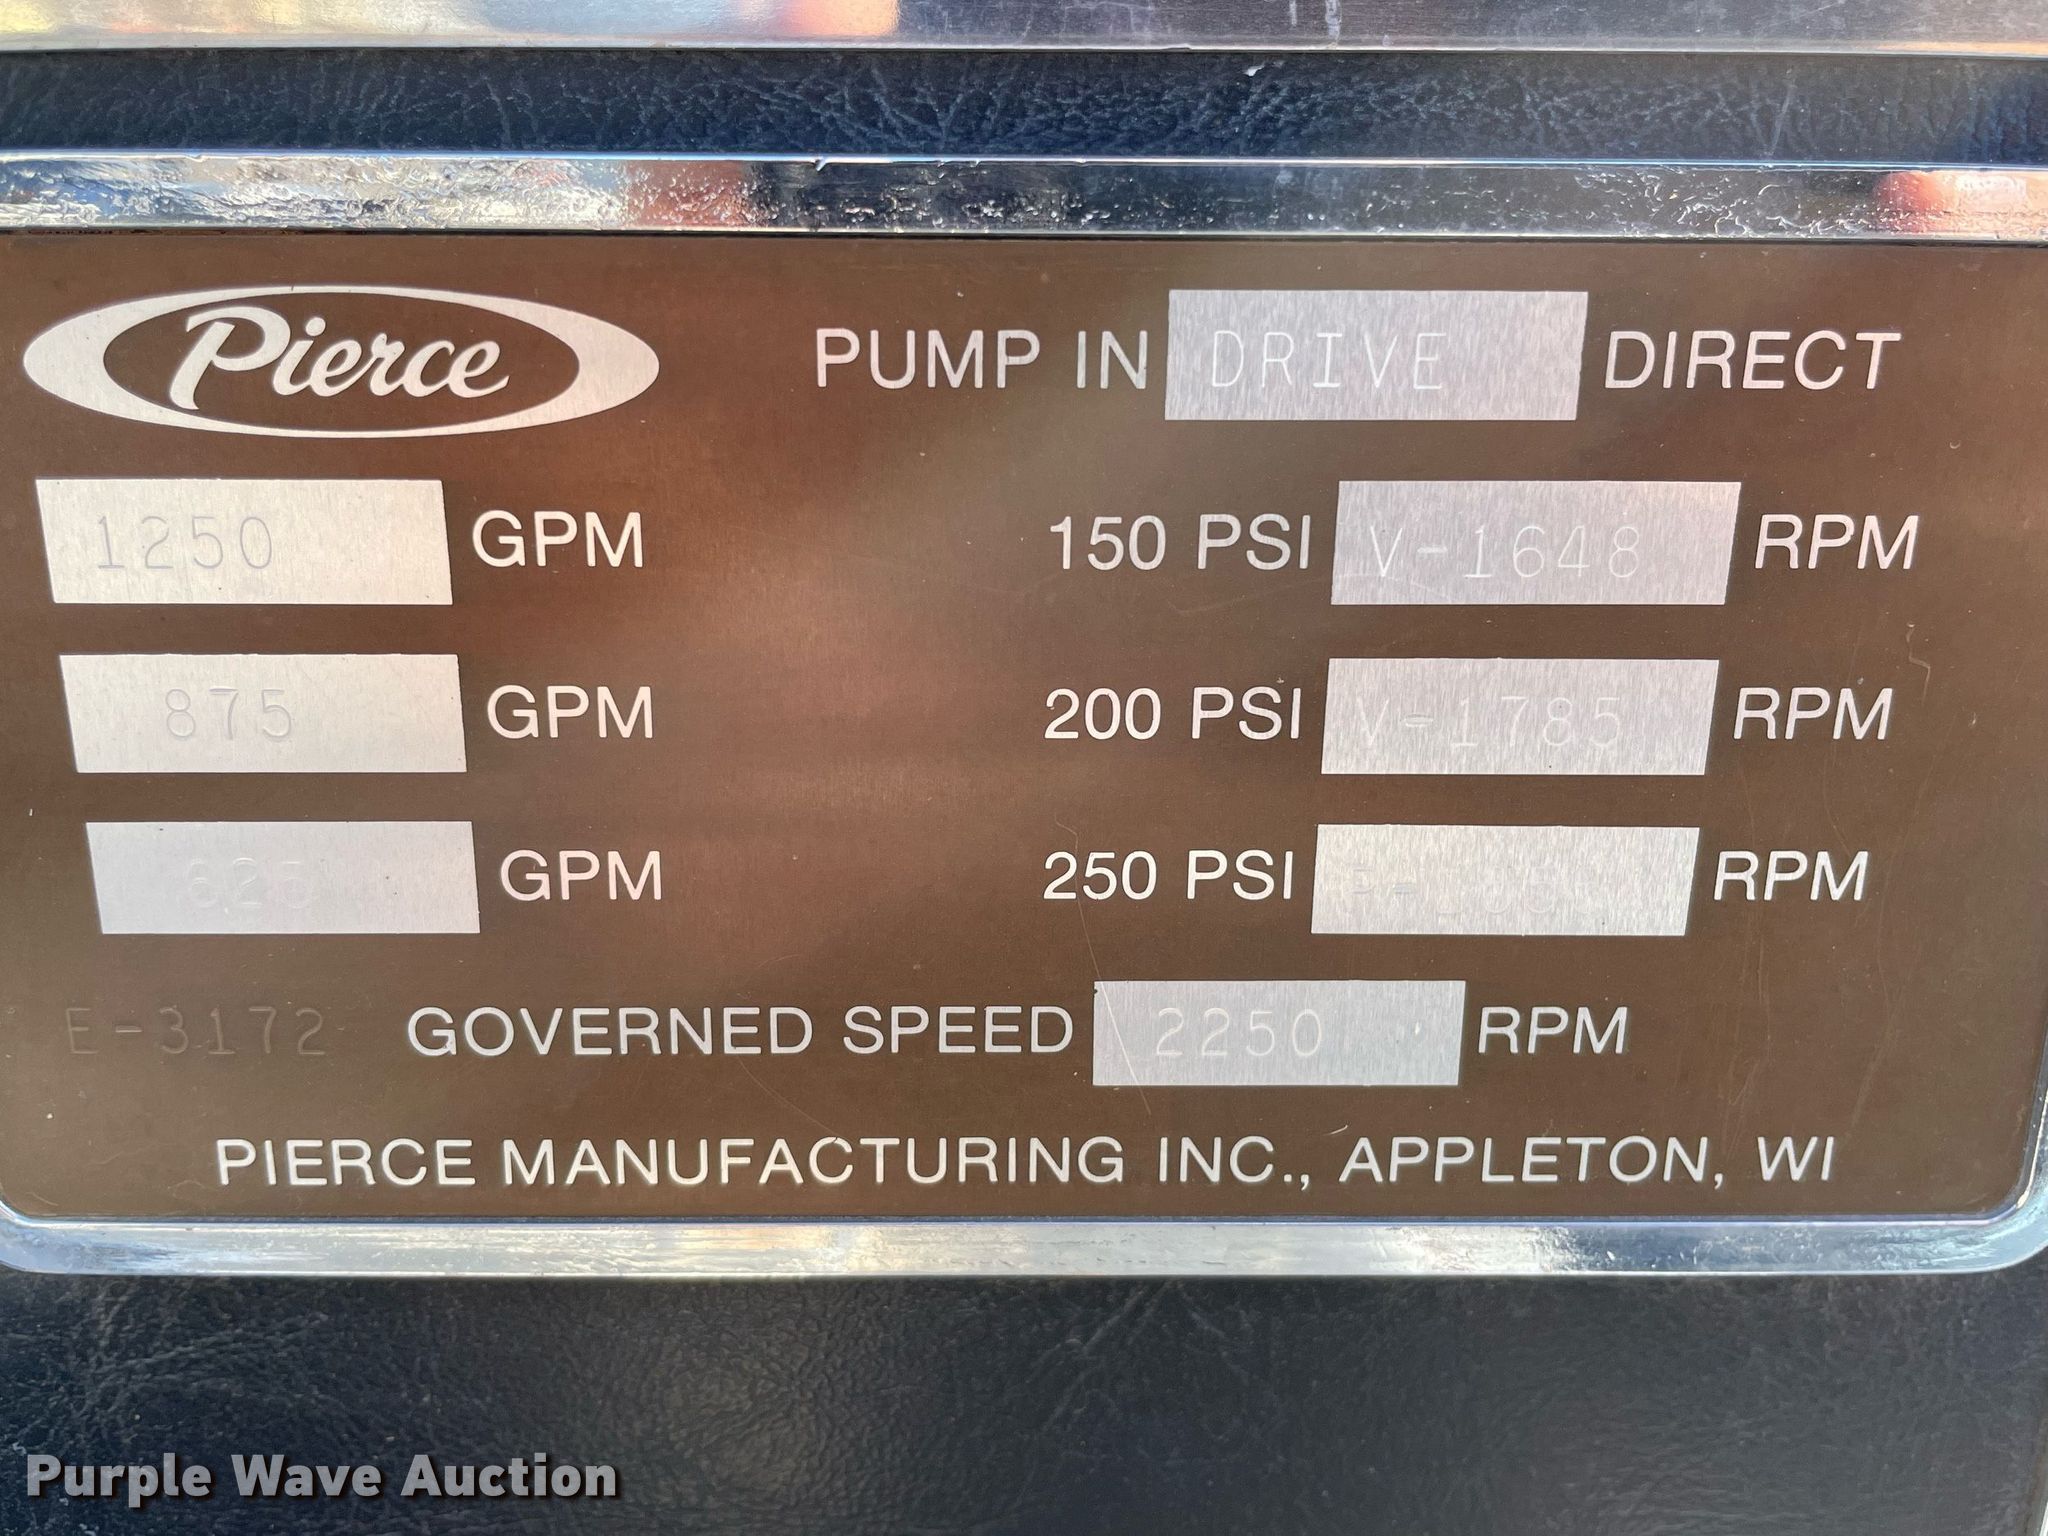 Pierce PUMP IN DRIVE DIRECT
1250 GPM 150 PSI V-1648 RPM
875 GPM 200 PSI V-1785 RPM
625 GPM 250 PSI RPM
E-3172 GOVERNED SPEED 2250 RPM
PIERCE MANUFACTURING INC., APPLETON, WI
Purple Wave Auction